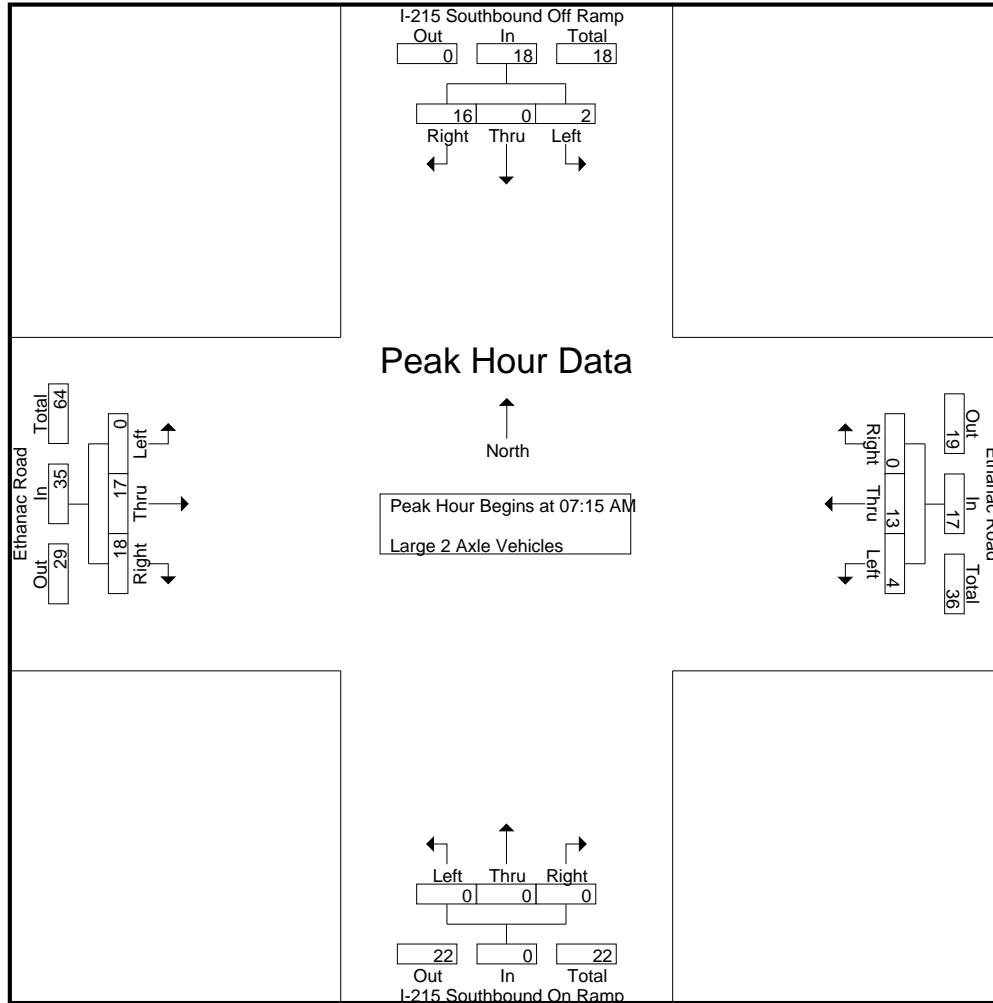 I-215 Southbound Off Ramp
Out In Total
0 18 18
16 0 2
Right Thru Left
Peak Hour Data
North
Peak Hour Begins at 07:15 AM
Large 2 Axle Vehicles
Ethanac Road
Out In Total
29 35 64
18 17 0
Right Thru Left
Ethanac Road
Out In Total
19 17 36
Right Thru Left
0 13 4
Left Thru Right
0 0 0
22 0 22
Out In Total
I-215 Southbound On Ramp